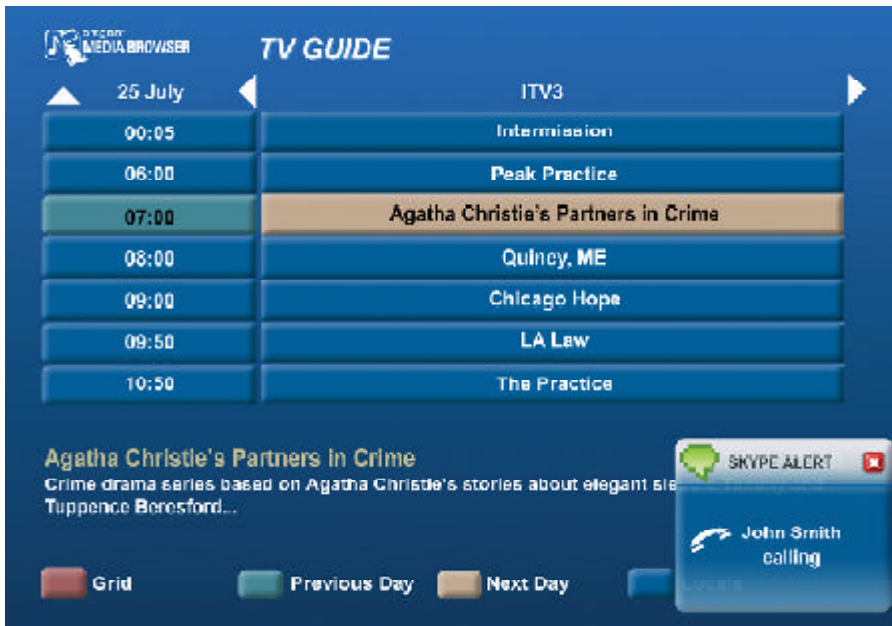 MEDIA BROWSER
TV GUIDE
25 July
ITV3
00:05 Intermission
06:00 Peak Practice
07:00 Agatha Christie's Partners in Crime
08:00 Quincy, ME
09:00 Chicago Hope
09:50 LA Law
10:50 The Practice
Agatha Christie's Partners in Crime
Crime drama series based on Agatha Christie's stories about elegant
Tuppence Beresford...
SKYPE ALERT
John Smith
calling
Grid Previous Day Next Day